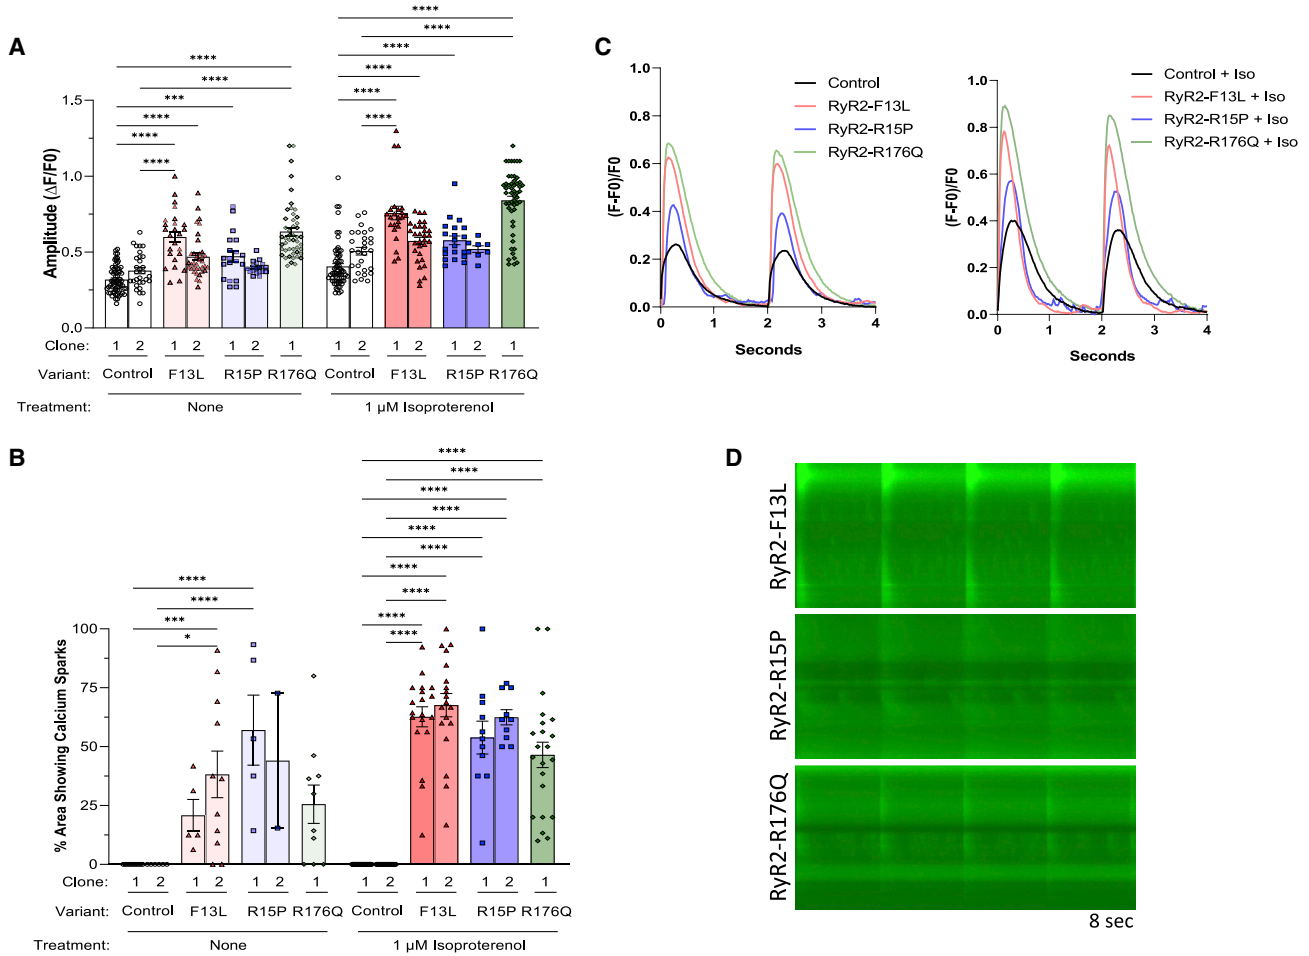 A
****
****
***
****
****
****
****
****
****
****
****
****
Amplitude (ΔF/F0)
1.5
1.0
0.5
0.0
Clone: 1 2 1 2 1 2 1 1 2 1 2 1 2 1
Variant: Control F13L R15P R176Q Control F13L R15P R176Q
Treatment: None 1 µM Isoproterenol
C
1.0
0.8
0.6
0.4
0.2
0.0
(F-F0)/F0
0 1 2 3 4
Seconds
Control
RyR2-F13L
RyR2-R15P
RyR2-R176Q
1.0
0.8
0.6
0.4
0.2
0.0
(F-F0)/F0
0 1 2 3 4
Seconds
Control + Iso
RyR2-F13L + Iso
RyR2-R15P + Iso
RyR2-R176Q + Iso
B
****
****
****
****
****
****
****
****
****
****
***
****
*
****
% Area Showing Calcium Sparks
100
75
50
25
0
Clone: 1 2 1 2 1 2 1 1 2 1 2 1 2 1
Variant: Control F13L R15P R176Q Control F13L R15P R176Q
Treatment: None 1 µM Isoproterenol
D
RyR2-F13L
RyR2-R15P
RyR2-R176Q
8 sec